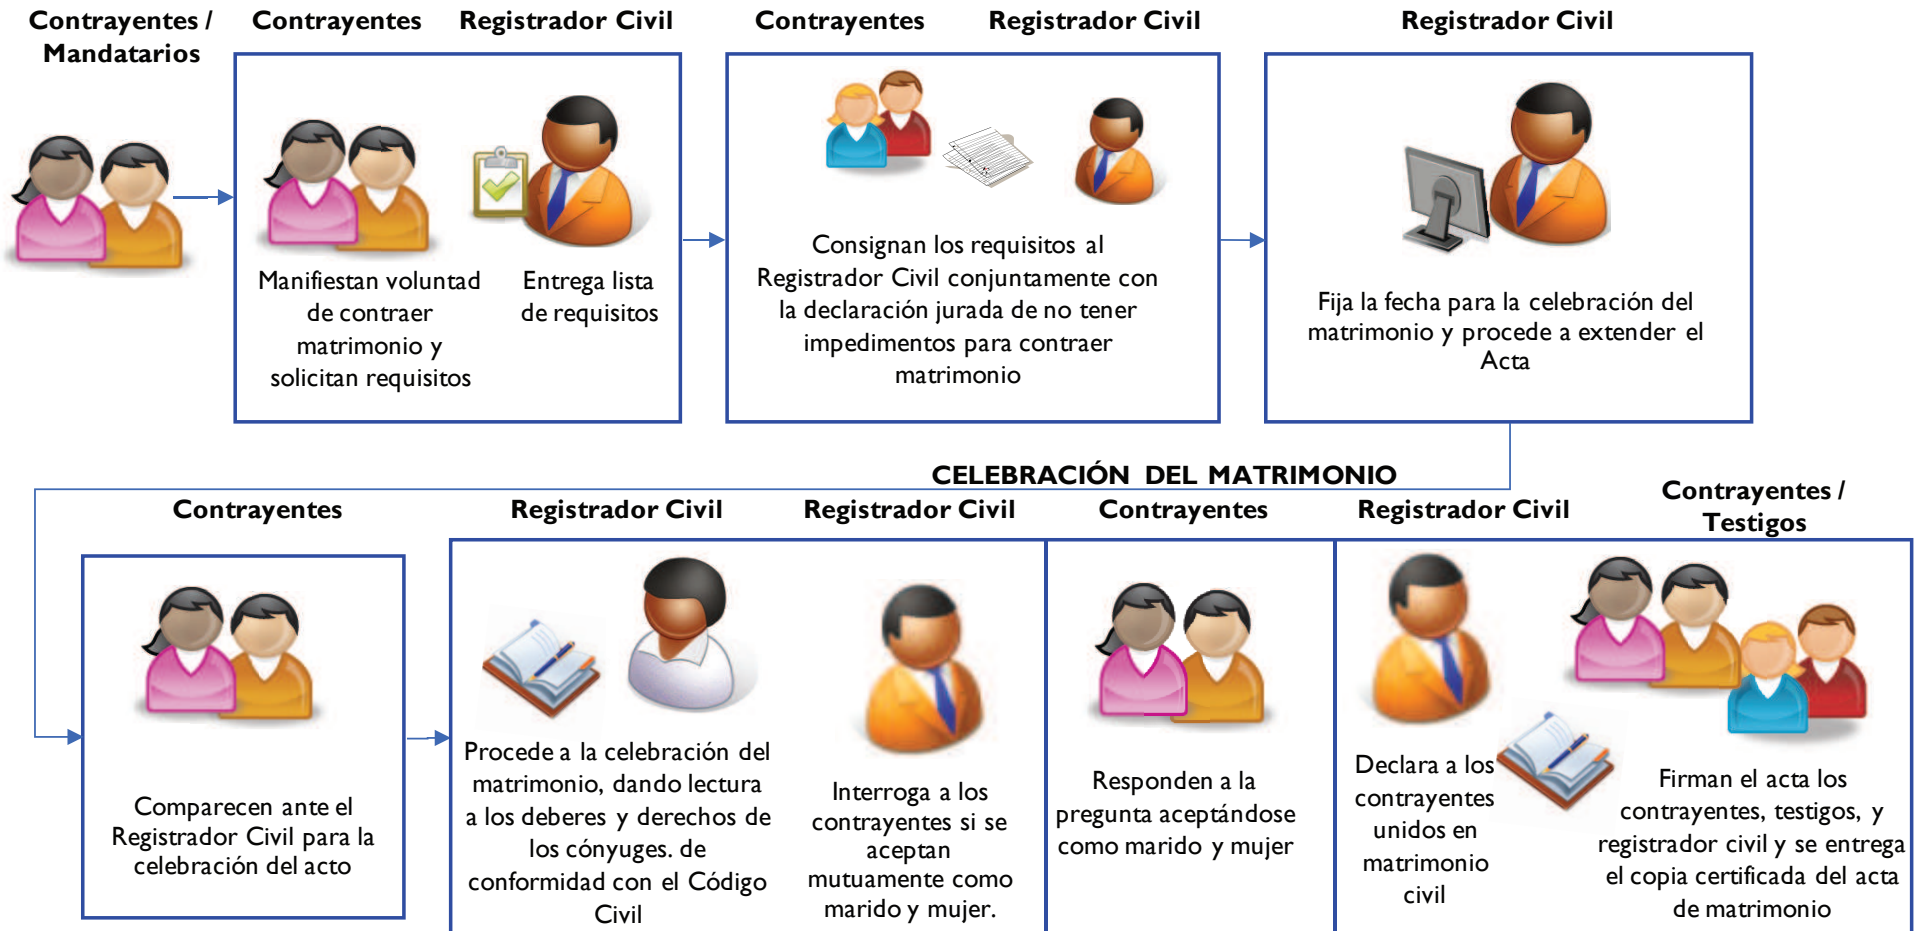 Contrayentes /
Mandatarios
Contrayentes
Registrador Civil
Manifiestan voluntad
de contraer
matrimonio y
solicitan requisitos
Entrega lista
de requisitos
Contrayentes
Registrador Civil
Consignan los requisitos al
Registrador Civil conjuntamente con
la declaración jurada de no tener
impedimentos para contraer
matrimonio
Registrador Civil
Fija la fecha para la celebración del
matrimonio y procede a extender el
Acta
CELEBRACIÓN DEL MATRIMONIO
Contrayentes
Comparecen ante el
Registrador Civil para la
celebración del acto
Registrador Civil
Procede a la celebración del
matrimonio, dando lectura
a los deberes y derechos de
los cónyuges. de
conformidad con el Código
Civil
Registrador Civil
Interroga a los
contrayentes si se
aceptan
mutuamente como
marido y mujer.
Contrayentes
Responden a la
pregunta aceptándose
como marido y mujer
Registrador Civil
Declara a los
contrayentes
unidos en
matrimonio
civil
Contrayentes /
Testigos
Firman el acta los
contrayentes, testigos, y
registrador civil y se entrega
el copia certificada del acta
de matrimonio